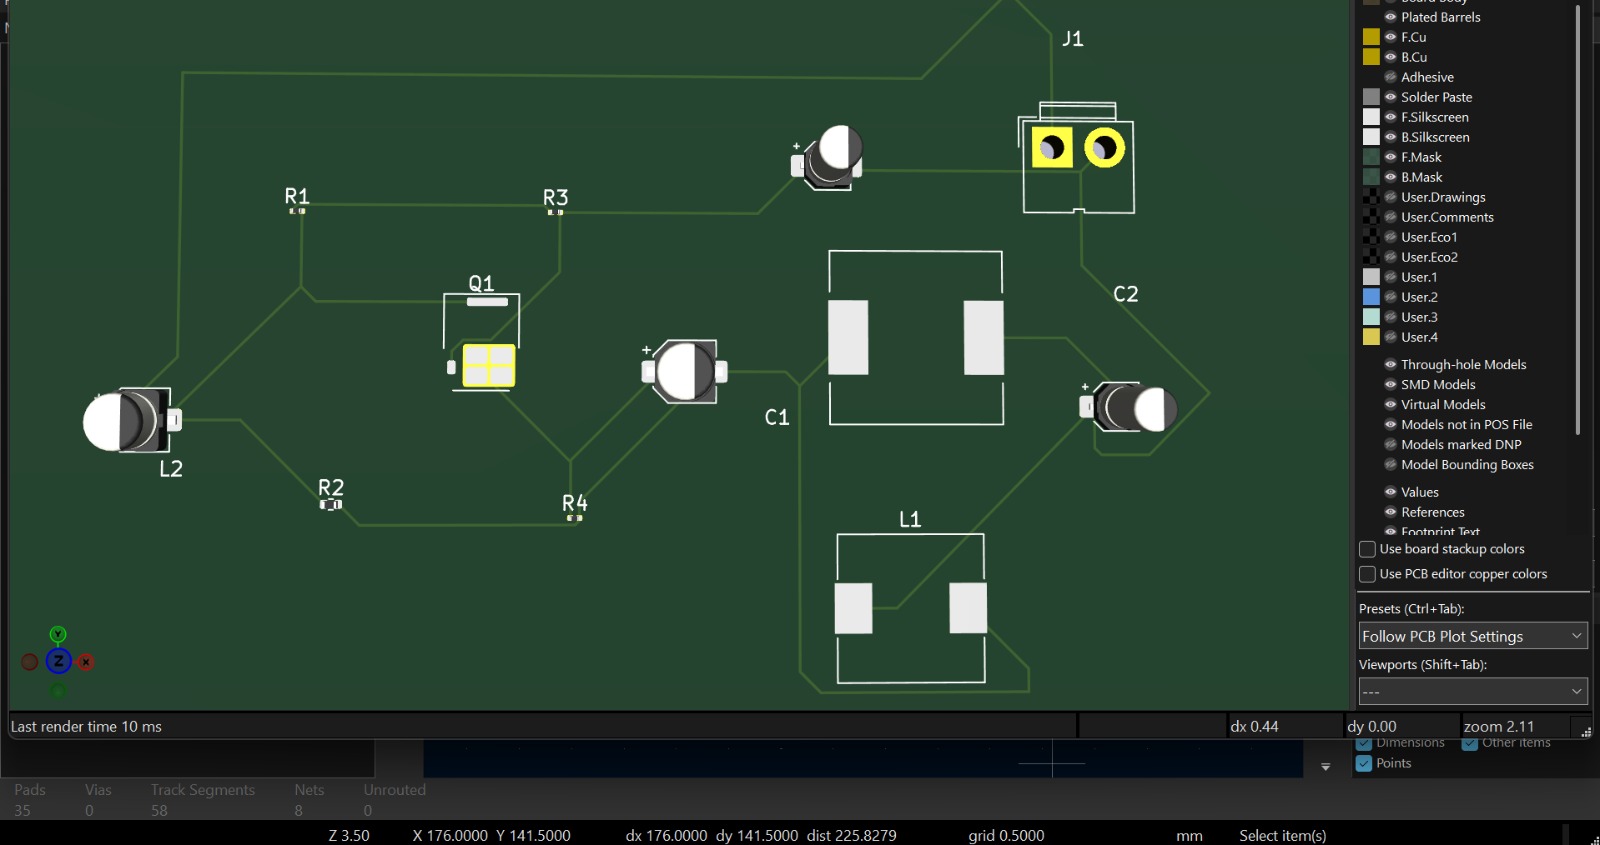 J1
R1
R3
Q1
C2
+
+
+
C1
L2
R2
R4
L1
Y
Z
X
Plated Barrels
F.Cu
B.Cu
Adhesive
Solder Paste
F.Silkscreen
B.Silkscreen
F.Mask
B.Mask
User.Drawings
User.Comments
User.Eco1
User.Eco2
User.1
User.2
User.3
User.4
Through-hole Models
SMD Models
Virtual Models
Models not in POS File
Models marked DNP
Model Bounding Boxes
Values
References
Footprint Text
Use board stackup colors
Use PCB editor copper colors
Presets (Ctrl+Tab):
Follow PCB Plot Settings
Viewports (Shift+Tab):
---
Last render time 10 ms dx 0.44 dy 0.00 zoom 2.11
Dimensions Other items
Points
Pads Vias Track Segments Nets Unrouted
35 0 58 8 0
Z 3.50 X 176.0000 Y 141.5000 dx 176.0000 dy 141.5000 dist 225.8279 grid 0.5000 mm Select item(s)